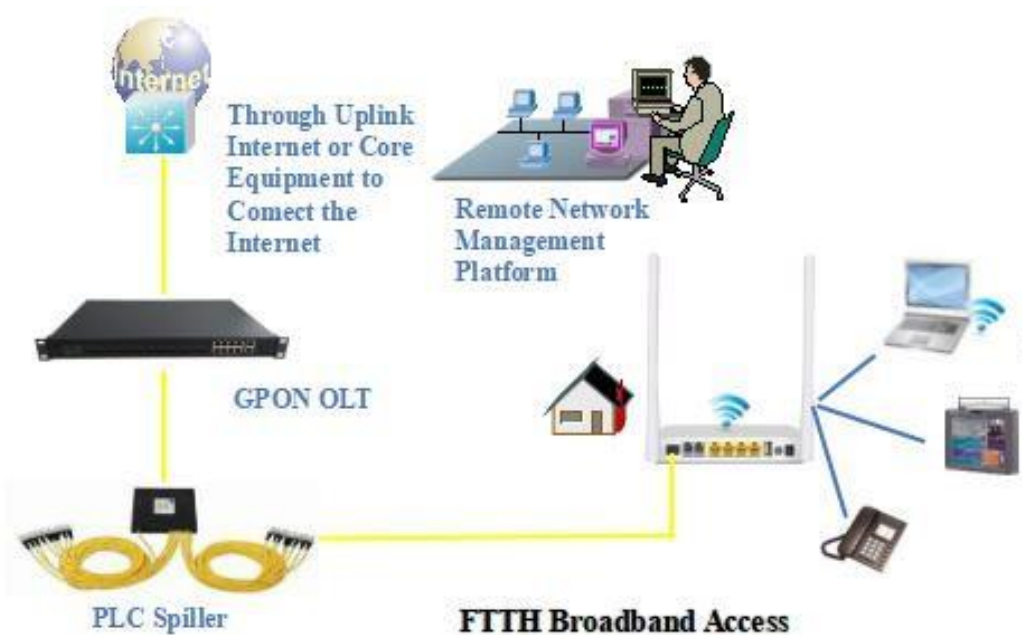 Internet
Through Uplink
Internet or Core
Equipment to
Comect the
Internet
Remote Network
Management
Platform
GPON OLT
PLC Spiller
FTTH Broadband Access